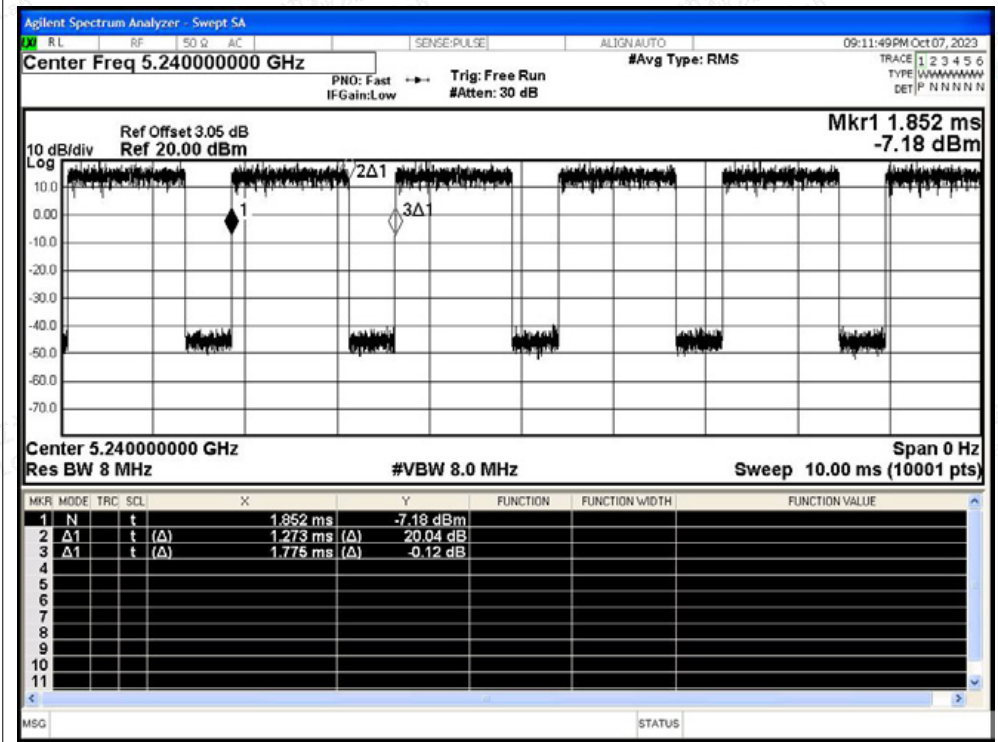 Agilent Spectrum Analyzer - Swept SA
LXI RL RF 50 Ω AC SENSE:PULSE ALIGNAUTO 09:11:49PM Oct 07, 2023
Center Freq 5.240000000 GHz
PNO: Fast
IFGain:Low
Trig: Free Run
#Atten: 30 dB
#Avg Type: RMS
TRACE 1 2 3 4 5 6
TYPE WWWWWW
DET P N N N N N
Mkr1 1.852 ms
-7.18 dBm
Ref Offset 3.05 dB
10 dB/div Ref 20.00 dBm
Log
2Δ1
10.0
1
3Δ1
0.00
-10.0
-20.0
-30.0
-40.0
-50.0
-60.0
-70.0
Center 5.240000000 GHz Span 0 Hz
Res BW 8 MHz #VBW 8.0 MHz Sweep 10.00 ms (10001 pts)
MKR MODE TRC SCL X Y FUNCTION FUNCTION WIDTH FUNCTION VALUE
1 N t 1.852 ms -7.18 dBm
2 Δ1 t (Δ) 1.273 ms (Δ) 20.04 dB
3 Δ1 t (Δ) 1.775 ms (Δ) -0.12 dB
4
5
6
7
8
9
10
11
MSG STATUS